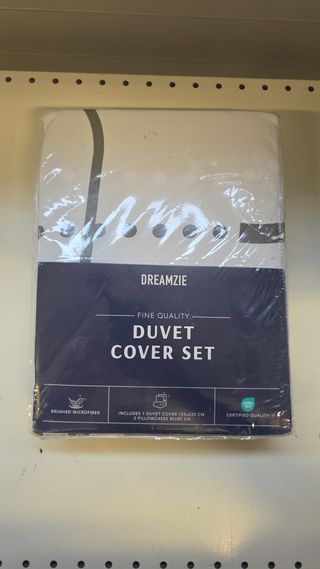 DREAMZIE
FINE QUALITY
DUVET
COVER SET
BRUSHED MICROFIBER
INCLUDES 1 DUVET COVER 155x220 CM
2 PILLOWCASES 80x80 CM
CERTIFIED QUALITY